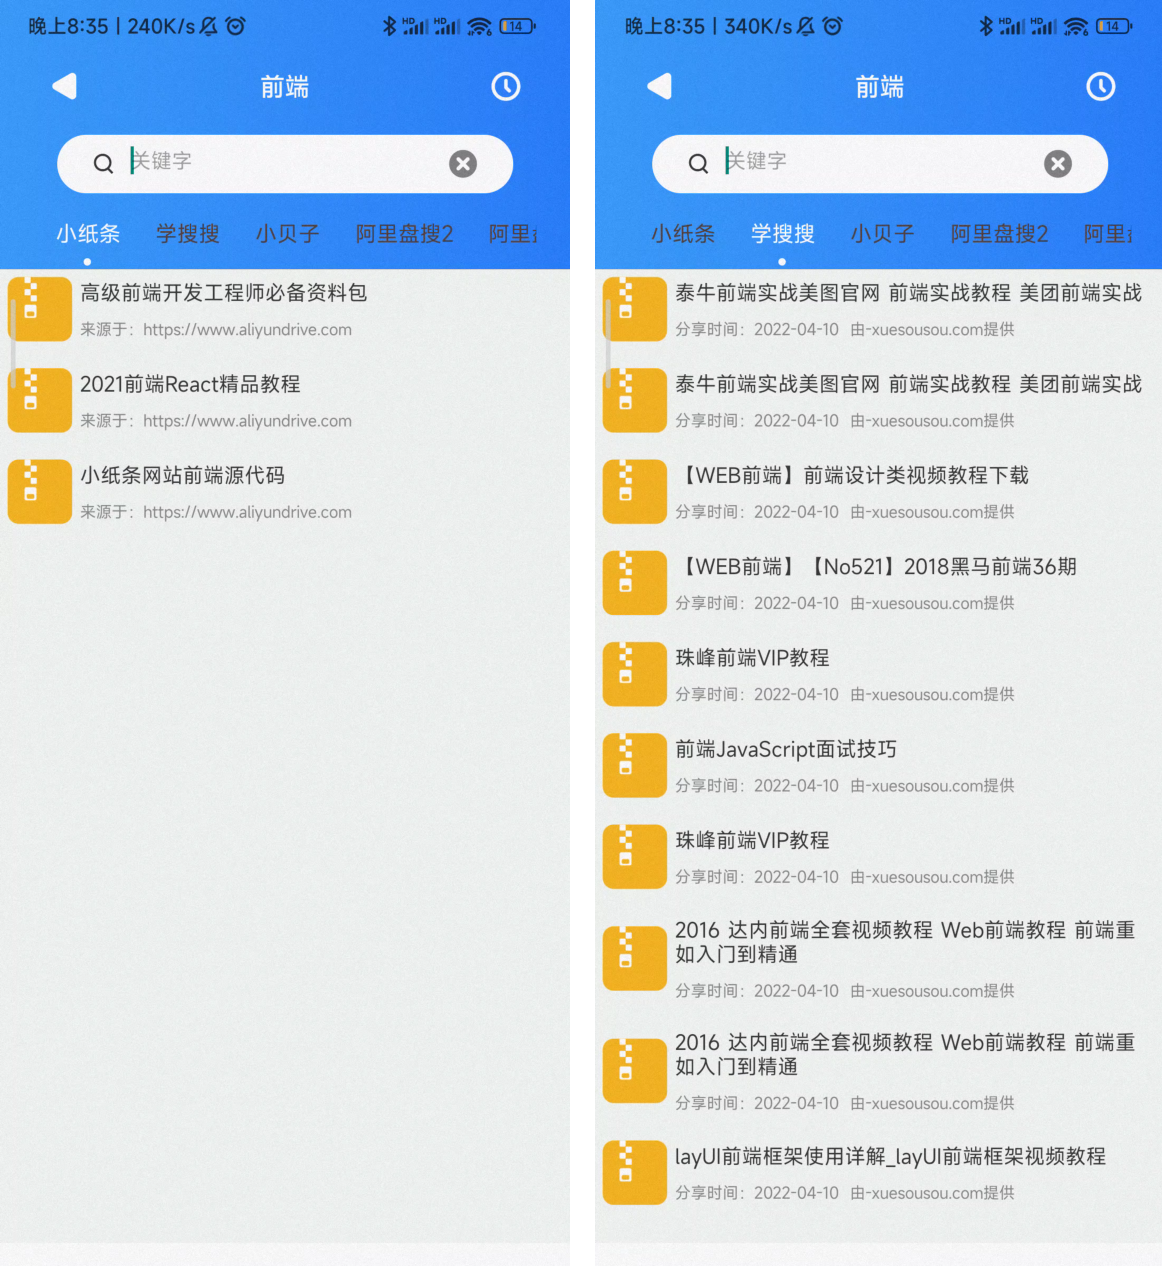 晚上8:35 | 240K/s
HD HD 6 14
前端
关键字
小纸条 学搜搜 小贝子 阿里盘搜2 阿里
高级前端开发工程师必备资料包
来源于：https://www.aliyundrive.com
2021前端React精品教程
来源于：https://www.aliyundrive.com
小纸条网站前端源代码
来源于：https://www.aliyundrive.com
晚上8:35 | 340K/s
HD HD 6 14
前端
关键字
小纸条 学搜搜 小贝子 阿里盘搜2 阿里
泰牛前端实战美图官网 前端实战教程 美团前端实战
分享时间：2022-04-10 由-xuesousou.com提供
泰牛前端实战美图官网 前端实战教程 美团前端实战
分享时间：2022-04-10 由-xuesousou.com提供
【WEB前端】前端设计类视频教程下载
分享时间：2022-04-10 由-xuesousou.com提供
【WEB前端】【No521】2018黑马前端36期
分享时间：2022-04-10 由-xuesousou.com提供
珠峰前端VIP教程
分享时间：2022-04-10 由-xuesousou.com提供
前端JavaScript面试技巧
分享时间：2022-04-10 由-xuesousou.com提供
珠峰前端VIP教程
分享时间：2022-04-10 由-xuesousou.com提供
2016 达内前端全套视频教程 Web前端教程 前端重
如入门到精通
分享时间：2022-04-10 由-xuesousou.com提供
2016 达内前端全套视频教程 Web前端教程 前端重
如入门到精通
分享时间：2022-04-10 由-xuesousou.com提供
layUI前端框架使用详解_layUI前端框架视频教程
分享时间：2022-04-10 由-xuesousou.com提供